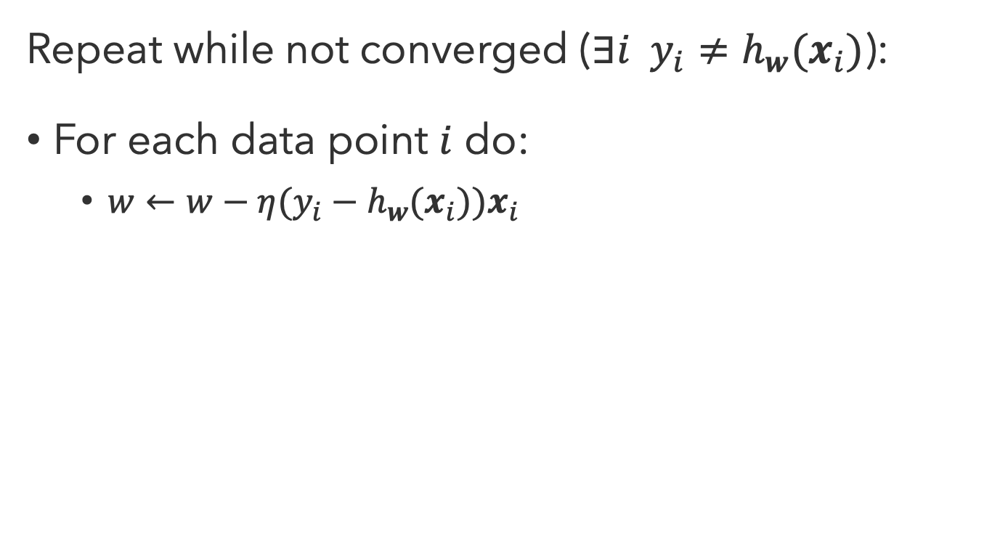 Repeat while not converged (∃i yᵢ ≠ h𝒘(𝒙ᵢ)):
• For each data point i do:
• w ← w − η(yᵢ − h𝒘(𝒙ᵢ))𝒙ᵢ